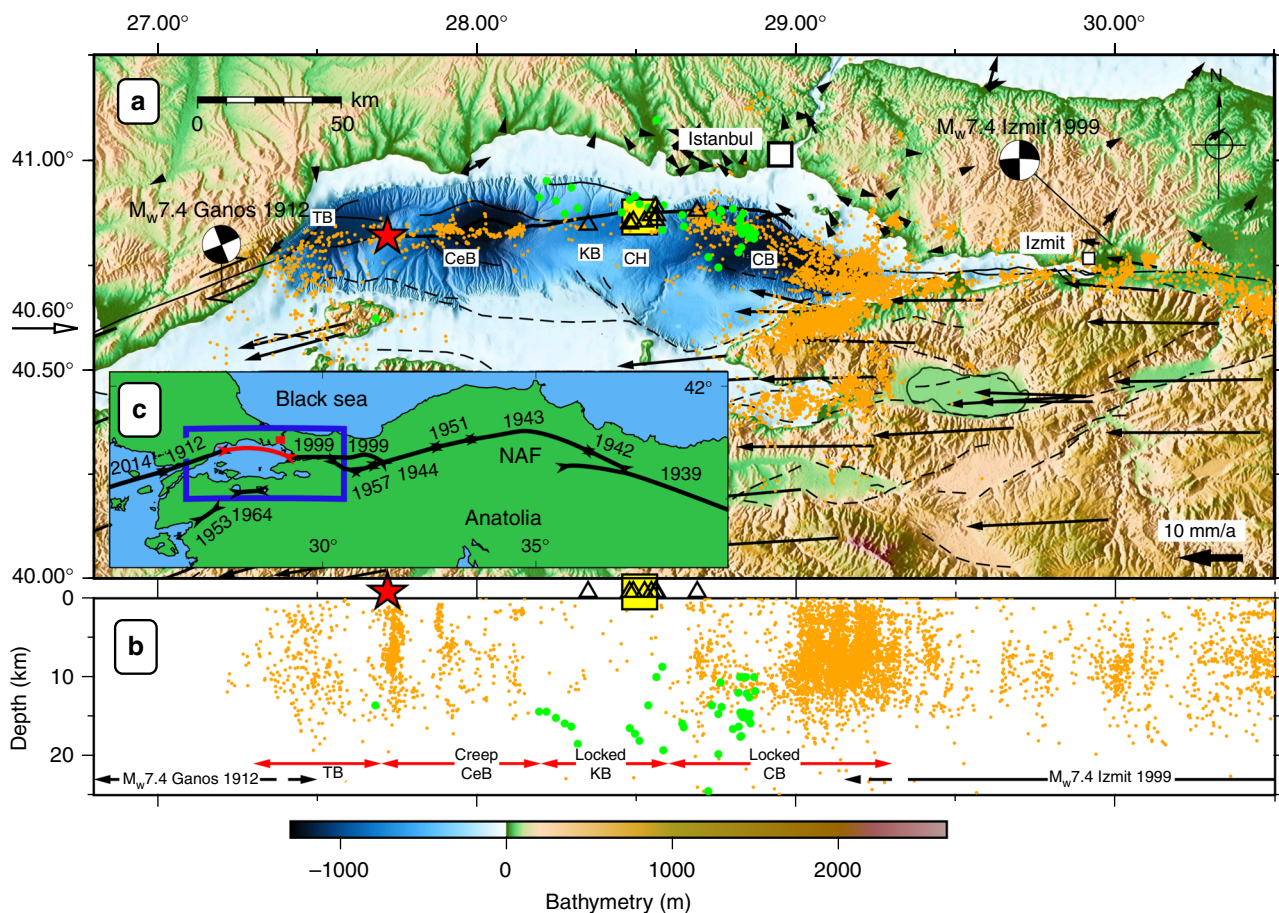 27.00° 28.00° 29.00° 30.00°
a
km
0 50
N
M_w7.4 Izmit 1999
Istanbul
41.00°
M_w7.4 Ganos 1912
TB
Izmit
CeB KB CH CB
40.60°
40.50°
c
Black sea
42°
1951 1943
1912 1999 1999 1942
2014 NAF
1944 1939
1957
1964
1953
Anatolia
30° 35°
10 mm/a
40.00°
0
b
Depth (km)
10
20
Creep Locked Locked
M_w7.4 Ganos 1912 TB CeB KB CB M_w7.4 Izmit 1999
−1000 0 1000 2000
Bathymetry (m)